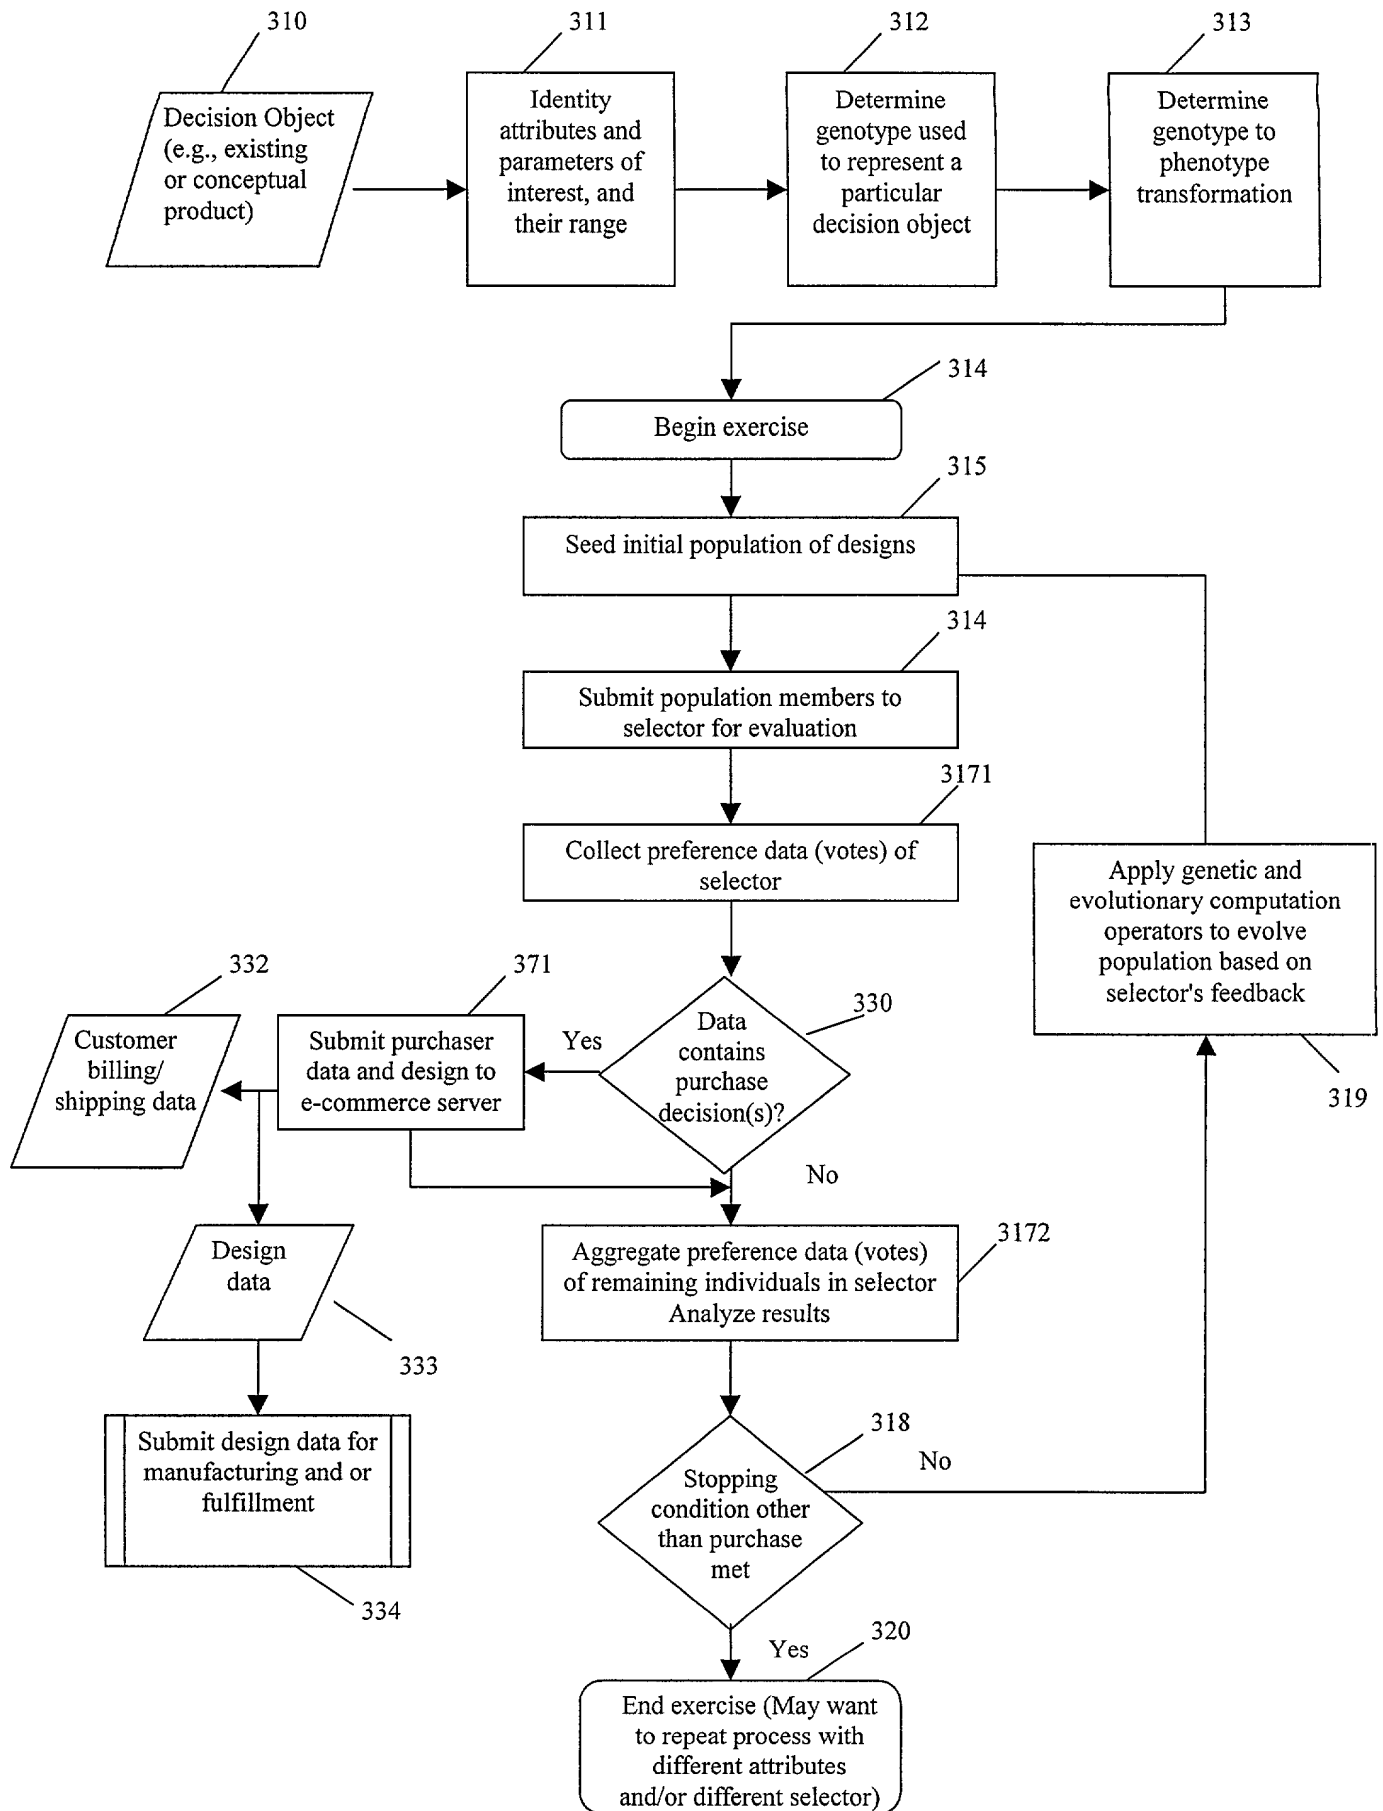 310
311
312
313
Decision Object
(e.g., existing
or conceptual
product)
Identity
attributes and
parameters of
interest, and
their range
Determine
genotype used
to represent a
particular
decision object
Determine
genotype to
phenotype
transformation
314
Begin exercise
315
Seed initial population of designs
314
Submit population members to
selector for evaluation
3171
Collect preference data (votes) of
selector
Apply genetic and
evolutionary computation
operators to evolve
population based on
selector's feedback
319
332
371
330
Customer
billing/
shipping data
Submit purchaser
data and design to
e-commerce server
Yes
Data
contains
purchase
decision(s)?
No
Design
data
333
3172
Aggregate preference data (votes)
of remaining individuals in selector
Analyze results
Submit design data for
manufacturing and or
fulfillment
334
318
No
Stopping
condition other
than purchase
met
Yes
320
End exercise (May want
to repeat process with
different attributes
and/or different selector)